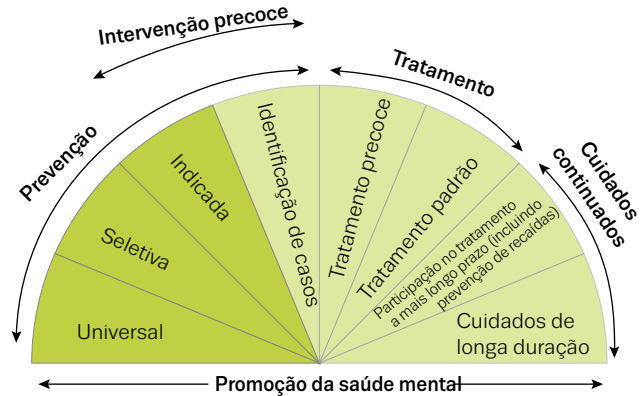 Intervenção precoce
Prevenção
Tratamento
Cuidados
continuados
Universal
Seletiva
Indicada
Identificação de casos
Tratamento precoce
Tratamento padrão
Participação no tratamento
a mais longo prazo (incluindo
prevenção de recaídas)
Cuidados de
longa duração
Promoção da saúde mental